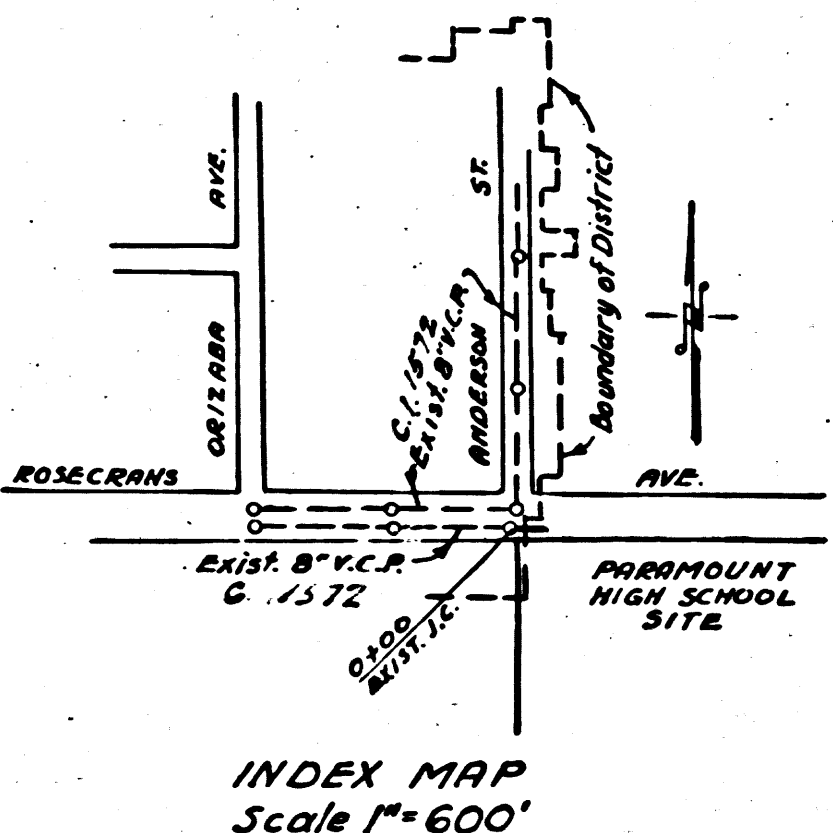 AVE.
ST.
Boundary of District
ORIZABA
C.I. 1572
EXIST. 8" V.C.P.
ANDERSON
ROSECRANS
AVE.
Exist. 8" V.C.P.
C. 1572
PARAMOUNT
HIGH SCHOOL
SITE
0+00
EXIST. J.C.
INDEX MAP
Scale 1"=600'